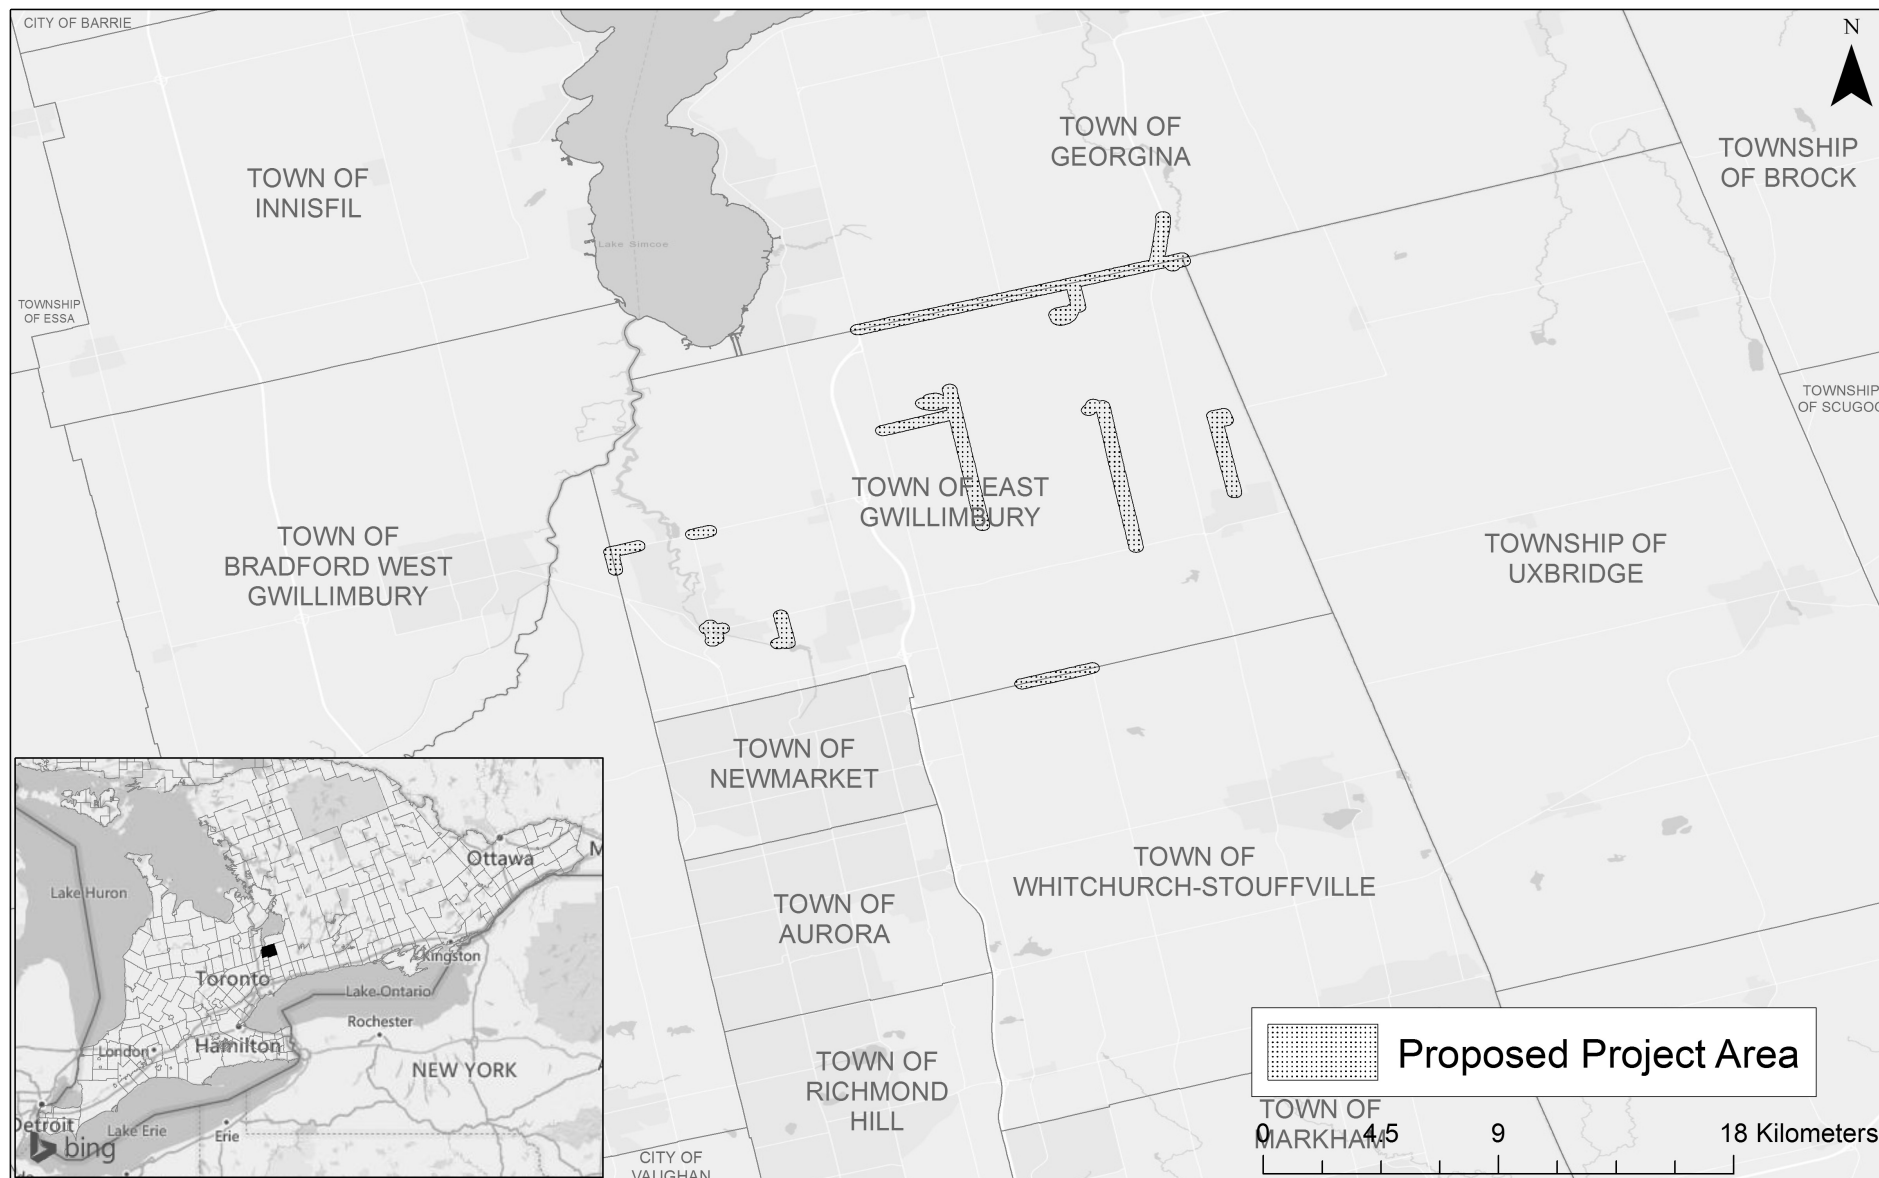 CITY OF BARRIE
N
TOWN OF
GEORGINA
TOWNSHIP
OF BROCK
TOWN OF
INNISFIL
Lake Simcoe
TOWNSHIP
OF ESSA
TOWNSHIP
OF SCUGOG
TOWN OF EAST
GWILLIMBURY
TOWN OF
BRADFORD WEST
GWILLIMBURY
TOWNSHIP OF
UXBRIDGE
TOWN OF
NEWMARKET
TOWN OF
WHITCHURCH-STOUFFVILLE
TOWN OF
AURORA
TOWN OF
RICHMOND
HILL
CITY OF
VAUGHAN
TOWN OF
MARKHAM
Proposed Project Area
0 4.5 9 18 Kilometers
Ottawa
M
Lake Huron
Kingston
Toronto
Lake Ontario
Rochester
Hamilton
London
NEW YORK
Detroit
Lake Erie
Erie
bing